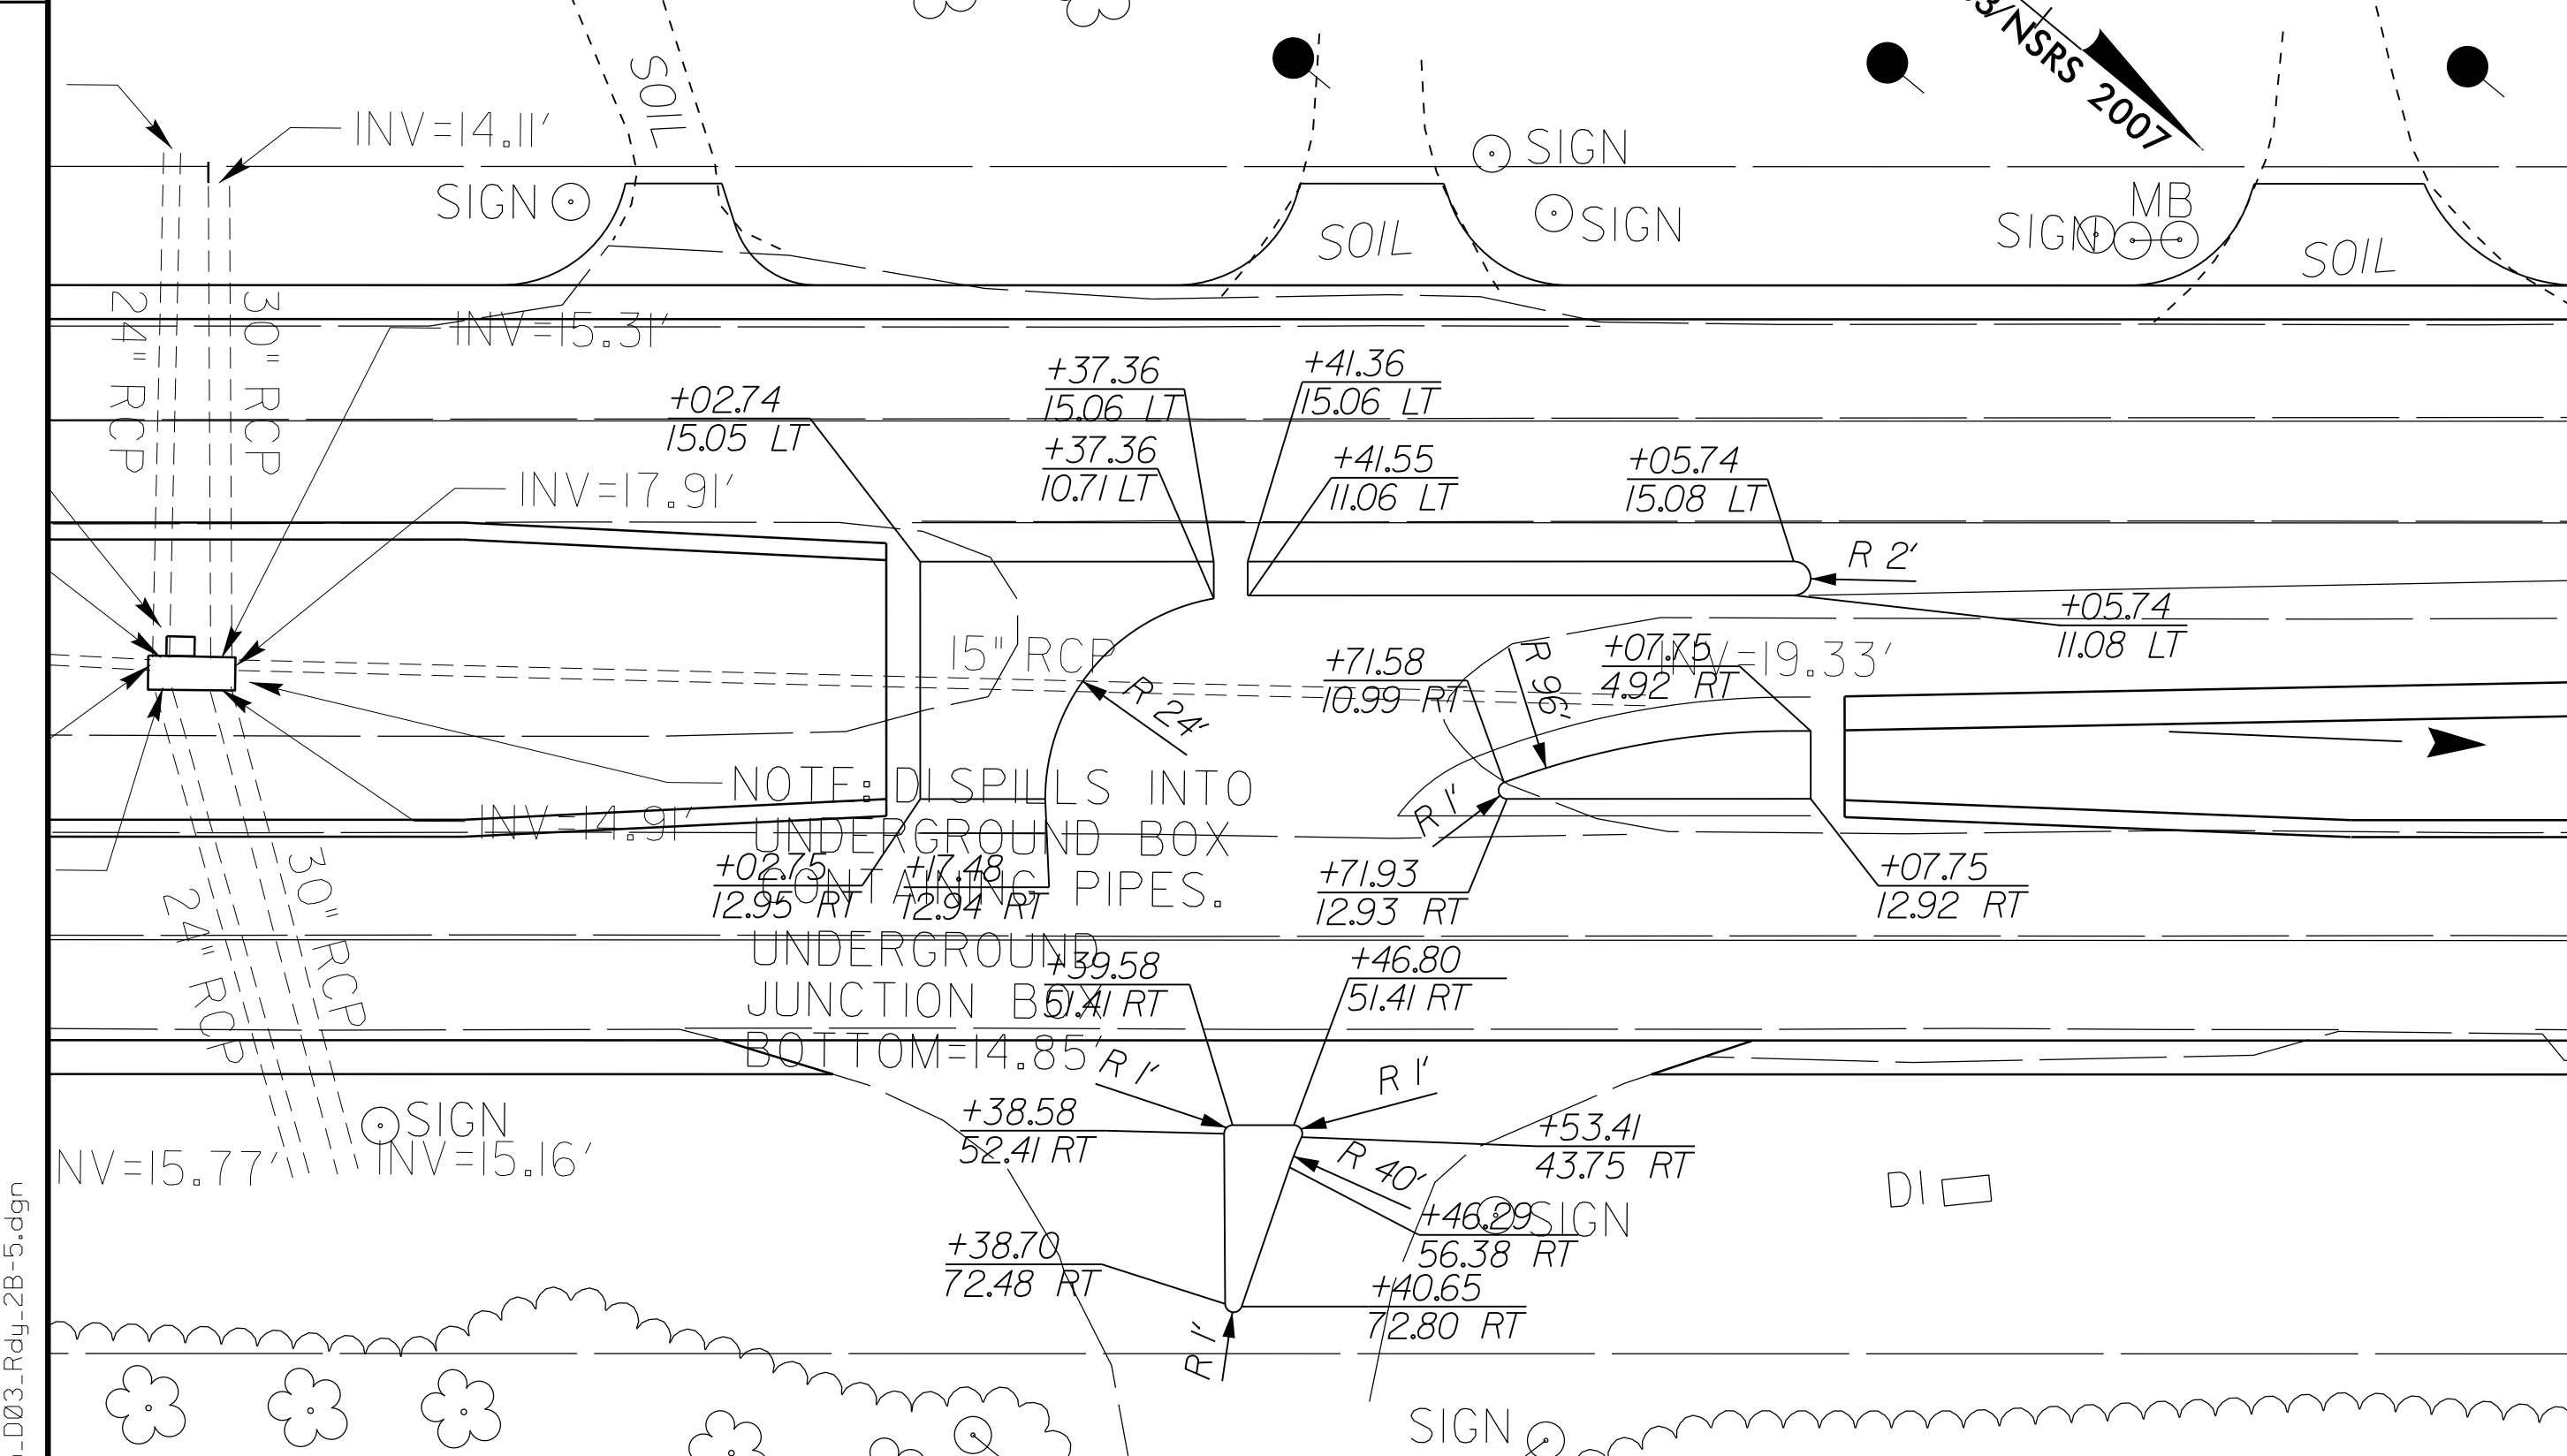 83/NSRS 2007
SOIL
INV=14.11'
SIGN
SIGN
SIGN
SOIL
MB
SIGN
SOIL
24" RCP
30" RCP
INV=15.31'
+37.36
15.06 LT
+41.36
15.06 LT
+02.74
15.05 LT
+37.36
10.71 LT
+41.55
11.06 LT
+05.74
15.08 LT
INV=17.91'
R 2'
+05.74
11.08 LT
15" RCP
+71.58
10.99 RT
R 96'
+07.75
4.92 RT
INV=19.33'
R 24'
NOTE: DI SPILLS INTO
UNDERGROUND BOX
CONTAINING PIPES.
UNDERGROUND
JUNCTION BOX
BOTTOM=14.85'
INV=14.91'
R 1'
+02.75
12.95 RT
+17.48
12.94 RT
+71.93
12.93 RT
+07.75
12.92 RT
24" RCP
30" RCP
+39.58
51.41 RT
+46.80
51.41 RT
R 1'
R 1'
SIGN
+38.58
52.41 RT
+53.41
43.75 RT
NV=15.77'
INV=15.16'
R 40'
DI
+46.29
56.38 RT
SIGN
+38.70
72.48 RT
+40.65
72.80 RT
R 1'
SIGN
_D03_Rdy_2B-5.dgn